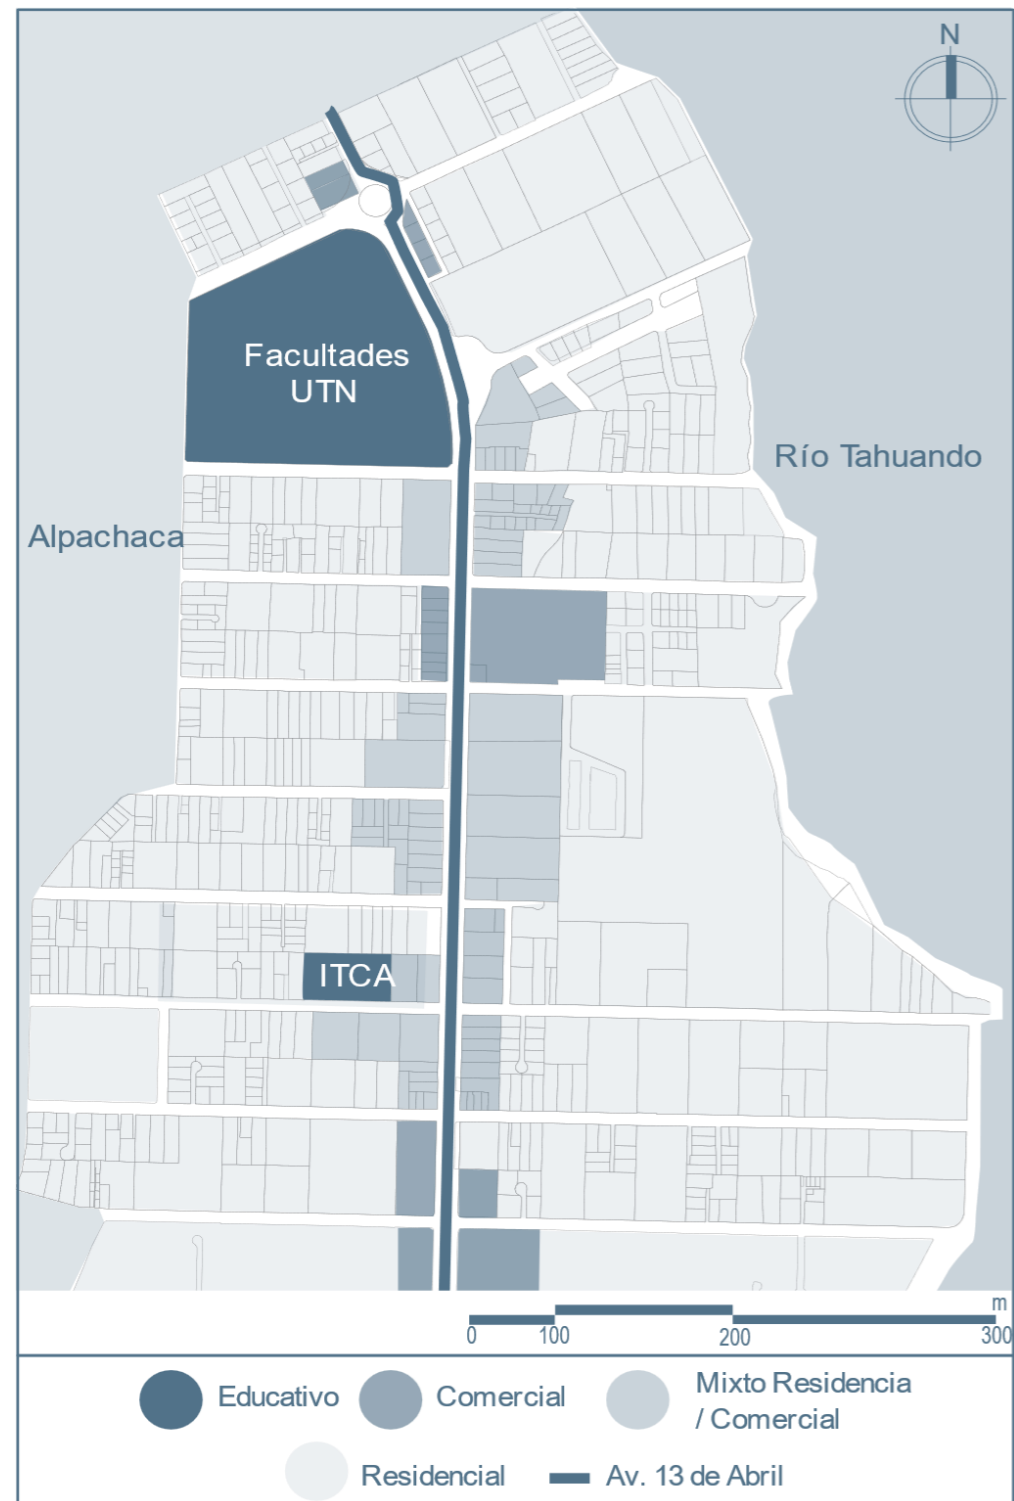 N
Facultades
UTN
Río Tahuando
Alpachaca
ITCA
m
0 100 200 300
Educativo Comercial Mixto Residencia
/ Comercial
Residencial Av. 13 de Abril